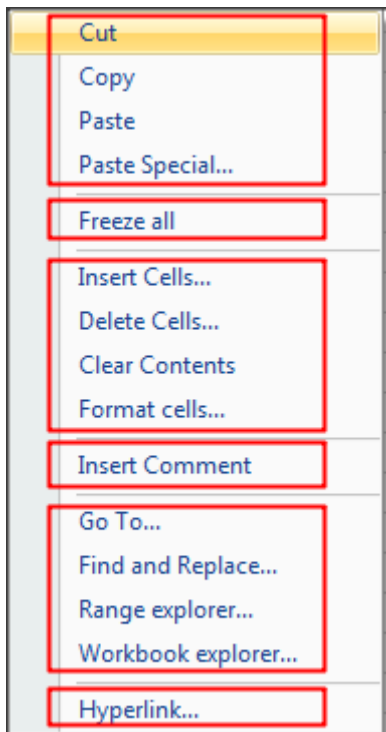 Cut
Copy
Paste
Paste Special...
Freeze all
Insert Cells...
Delete Cells...
Clear Contents
Format cells...
Insert Comment
Go To...
Find and Replace...
Range explorer...
Workbook explorer...
Hyperlink...